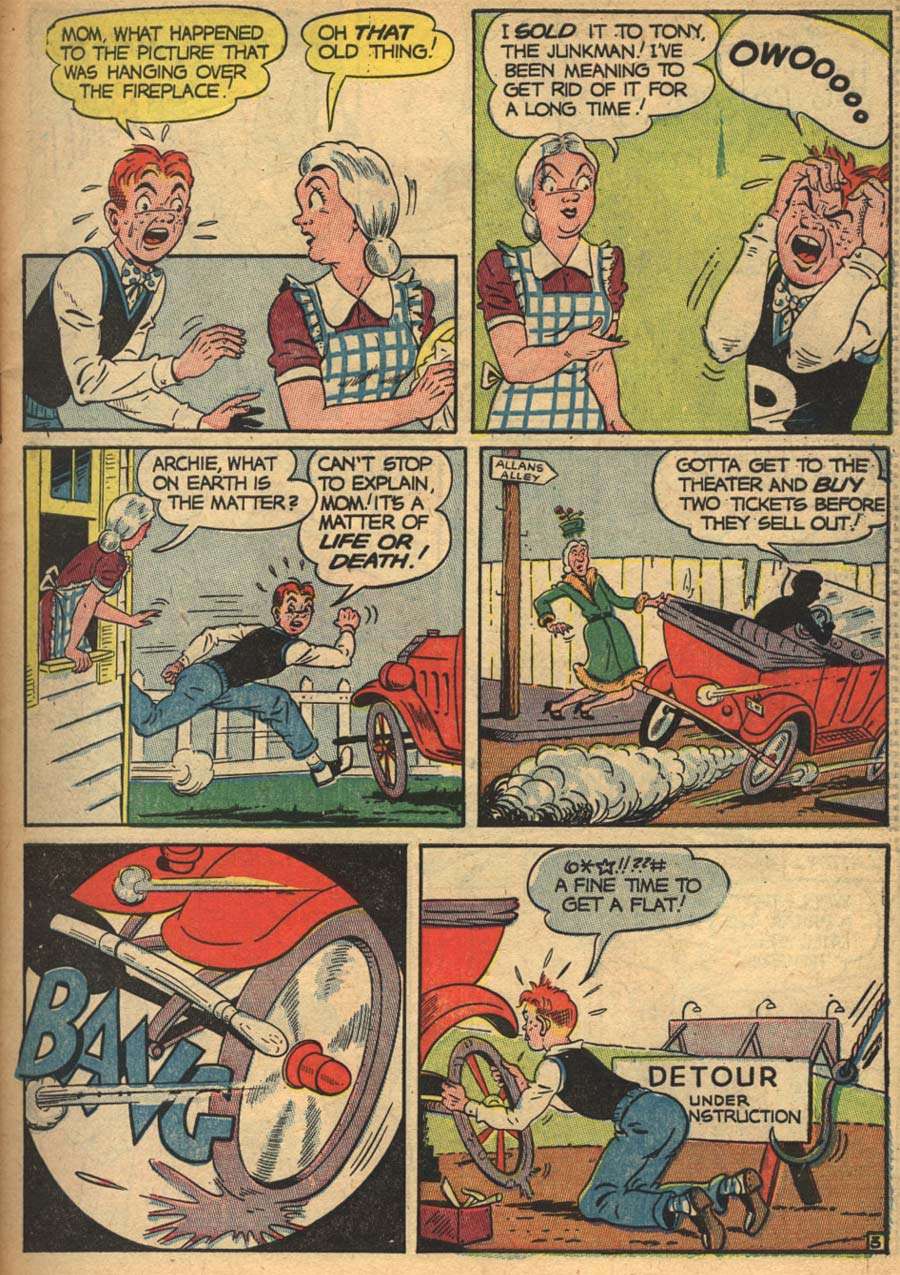 MOM, WHAT HAPPENED
TO THE PICTURE THAT
WAS HANGING OVER
THE FIREPLACE!
OH THAT
OLD THING!
I SOLD IT TO TONY,
THE JUNKMAN! I'VE
BEEN MEANING TO
GET RID OF IT FOR
A LONG TIME!
OWOOoooo
ARCHIE, WHAT
ON EARTH IS
THE MATTER?
CAN'T STOP
TO EXPLAIN,
MOM! IT'S A
MATTER OF
LIFE OR
DEATH!
ALLANS
ALLEY
GOTTA GET TO THE
THEATER AND BUY
TWO TICKETS BEFORE
THEY SELL OUT!
BANG
@*☆!!??#
A FINE TIME TO
GET A FLAT!
DETOUR
UNDER
NSTRUCTION
3